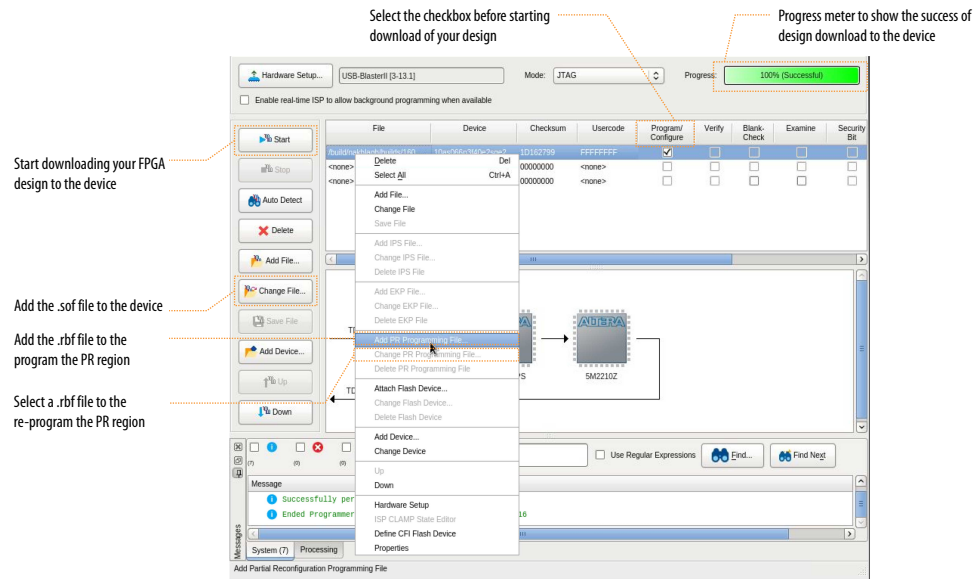 Select the checkbox before starting
download of your design
Progress meter to show the success of
design download to the device
Hardware Setup...
USB-BlasterII [3-13.1]
Mode:
JTAG
Progress:
100% (Successful)
Enable real-time ISP to allow background programming when available
File
Device
Checksum
Usercode
Program/
Configure
Verify
Blank-
Check
Examine
Security
Bit
1D162799
FFFFFFFF
<none>
00000000
<none>
<none>
00000000
<none>
Start downloading your FPGA
design to the device
Start
Stop
Auto Detect
Delete
Add File...
Change File...
Save File
Add Device...
Up
Down
Add the .sof file to the device
Add the .rbf file to the
program the PR region
Select a .rbf file to the
re-program the PR region
Delete Del
Select All Ctrl+A
Add File...
Change File
Save File
Add IPS File...
Change IPS File...
Delete IPS File
Add EKP File...
Change EKP File...
Delete EKP File
Add PR Programming File...
Change PR Programming File...
Delete PR Programming File
Attach Flash Device...
Change Flash Device...
Delete Flash Device
Add Device...
Change Device
Up
Down
Hardware Setup
ISP CLAMP State Editor
Define CFI Flash Device
Properties
ALTERA
5M2210Z
(7)
(0)
(0)
Use Regular Expressions
Find...
Find Next
Message
Successfully per
Ended Programmer
16
Messages
System (7)
Processing
Add Partial Reconfiguration Programming File